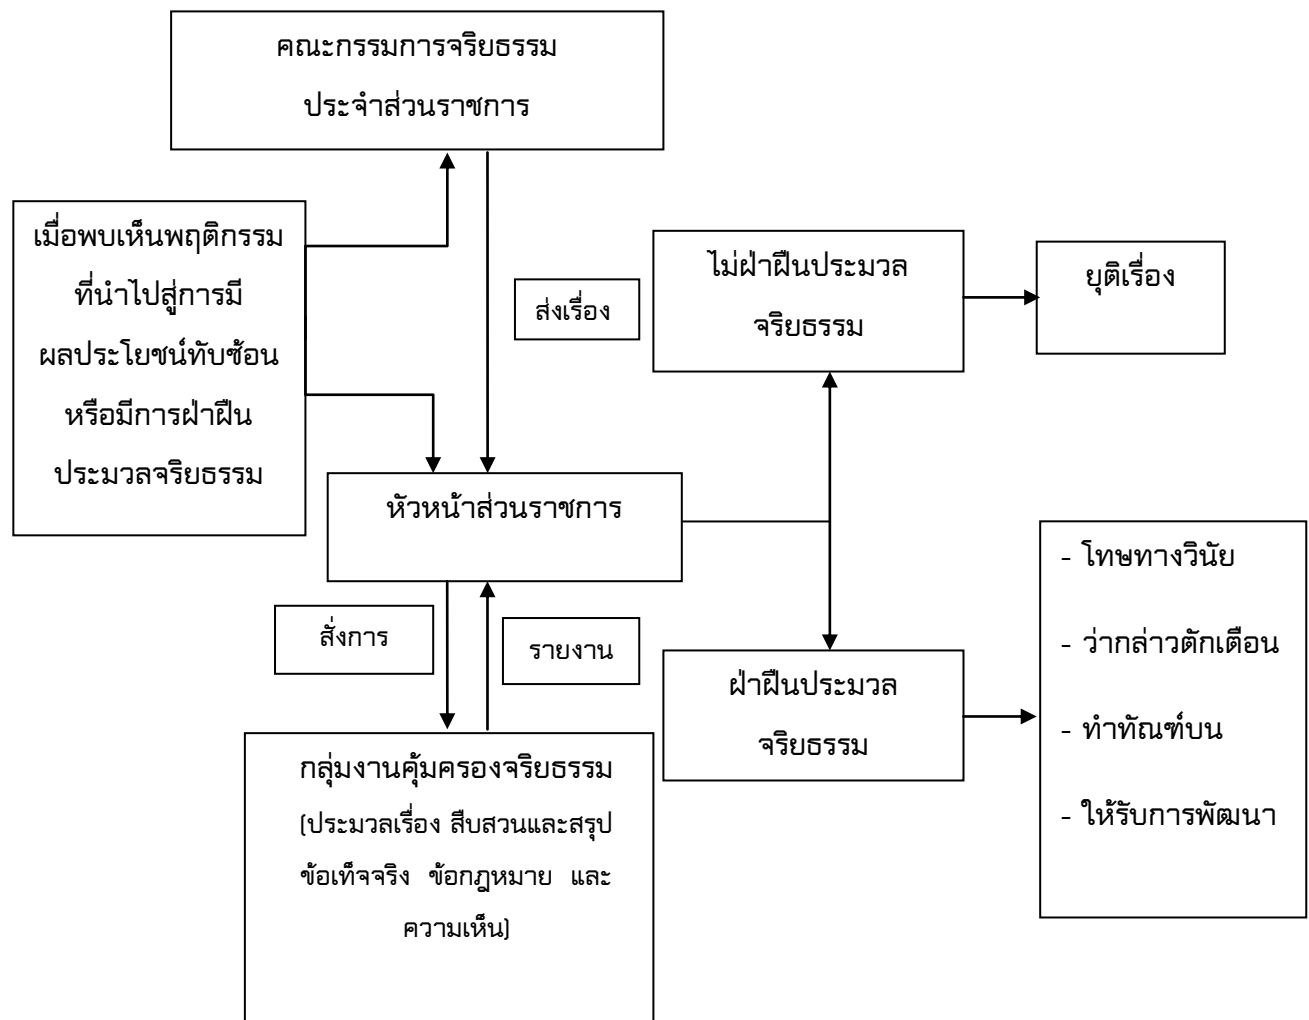 คณะกรรมการจริยธรรม
ประจำส่วนราชการ
เมื่อพบเห็นพฤติกรรม
ที่นำไปสู่การมี
ผลประโยชน์ทับซ้อน
หรือมีการฝ่าฝืน
ประมวลจริยธรรม
ส่งเรื่อง
ไม่ฝ่าฝืนประมวล
จริยธรรม
ยุติเรื่อง
หัวหน้าส่วนราชการ
สั่งการ
รายงาน
ฝ่าฝืนประมวล
จริยธรรม
- โทษทางวินัย
- ว่ากล่าวตักเตือน
- ทำทัณฑ์บน
- ให้รับการพัฒนา
กลุ่มงานคุ้มครองจริยธรรม
(ประมวลเรื่อง สืบสวนและสรุป
ข้อเท็จจริง ข้อกฎหมาย และ
ความเห็น)